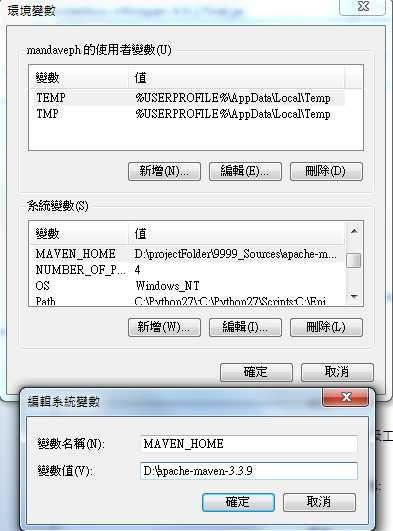 環境變數
mandaveph 的使用者變數(U)
變數 值
TEMP %USERPROFILE%\AppData\Local\Temp
TMP %USERPROFILE%\AppData\Local\Temp
新增(N)... 編輯(E)... 刪除(D)
系統變數(S)
變數 值
MAVEN_HOME D:\projectFolder\9999_Sources\apache-m...
NUMBER_OF_P... 4
OS Windows_NT
Path C:\Python27\;C:\Python27\Scripts;C:\Eni
新增(W)... 編輯(I)... 刪除(L)
確定 取消
編輯系統變數
變數名稱(N): MAVEN_HOME
變數值(V): D:\apache-maven-3.3.9
確定 取消